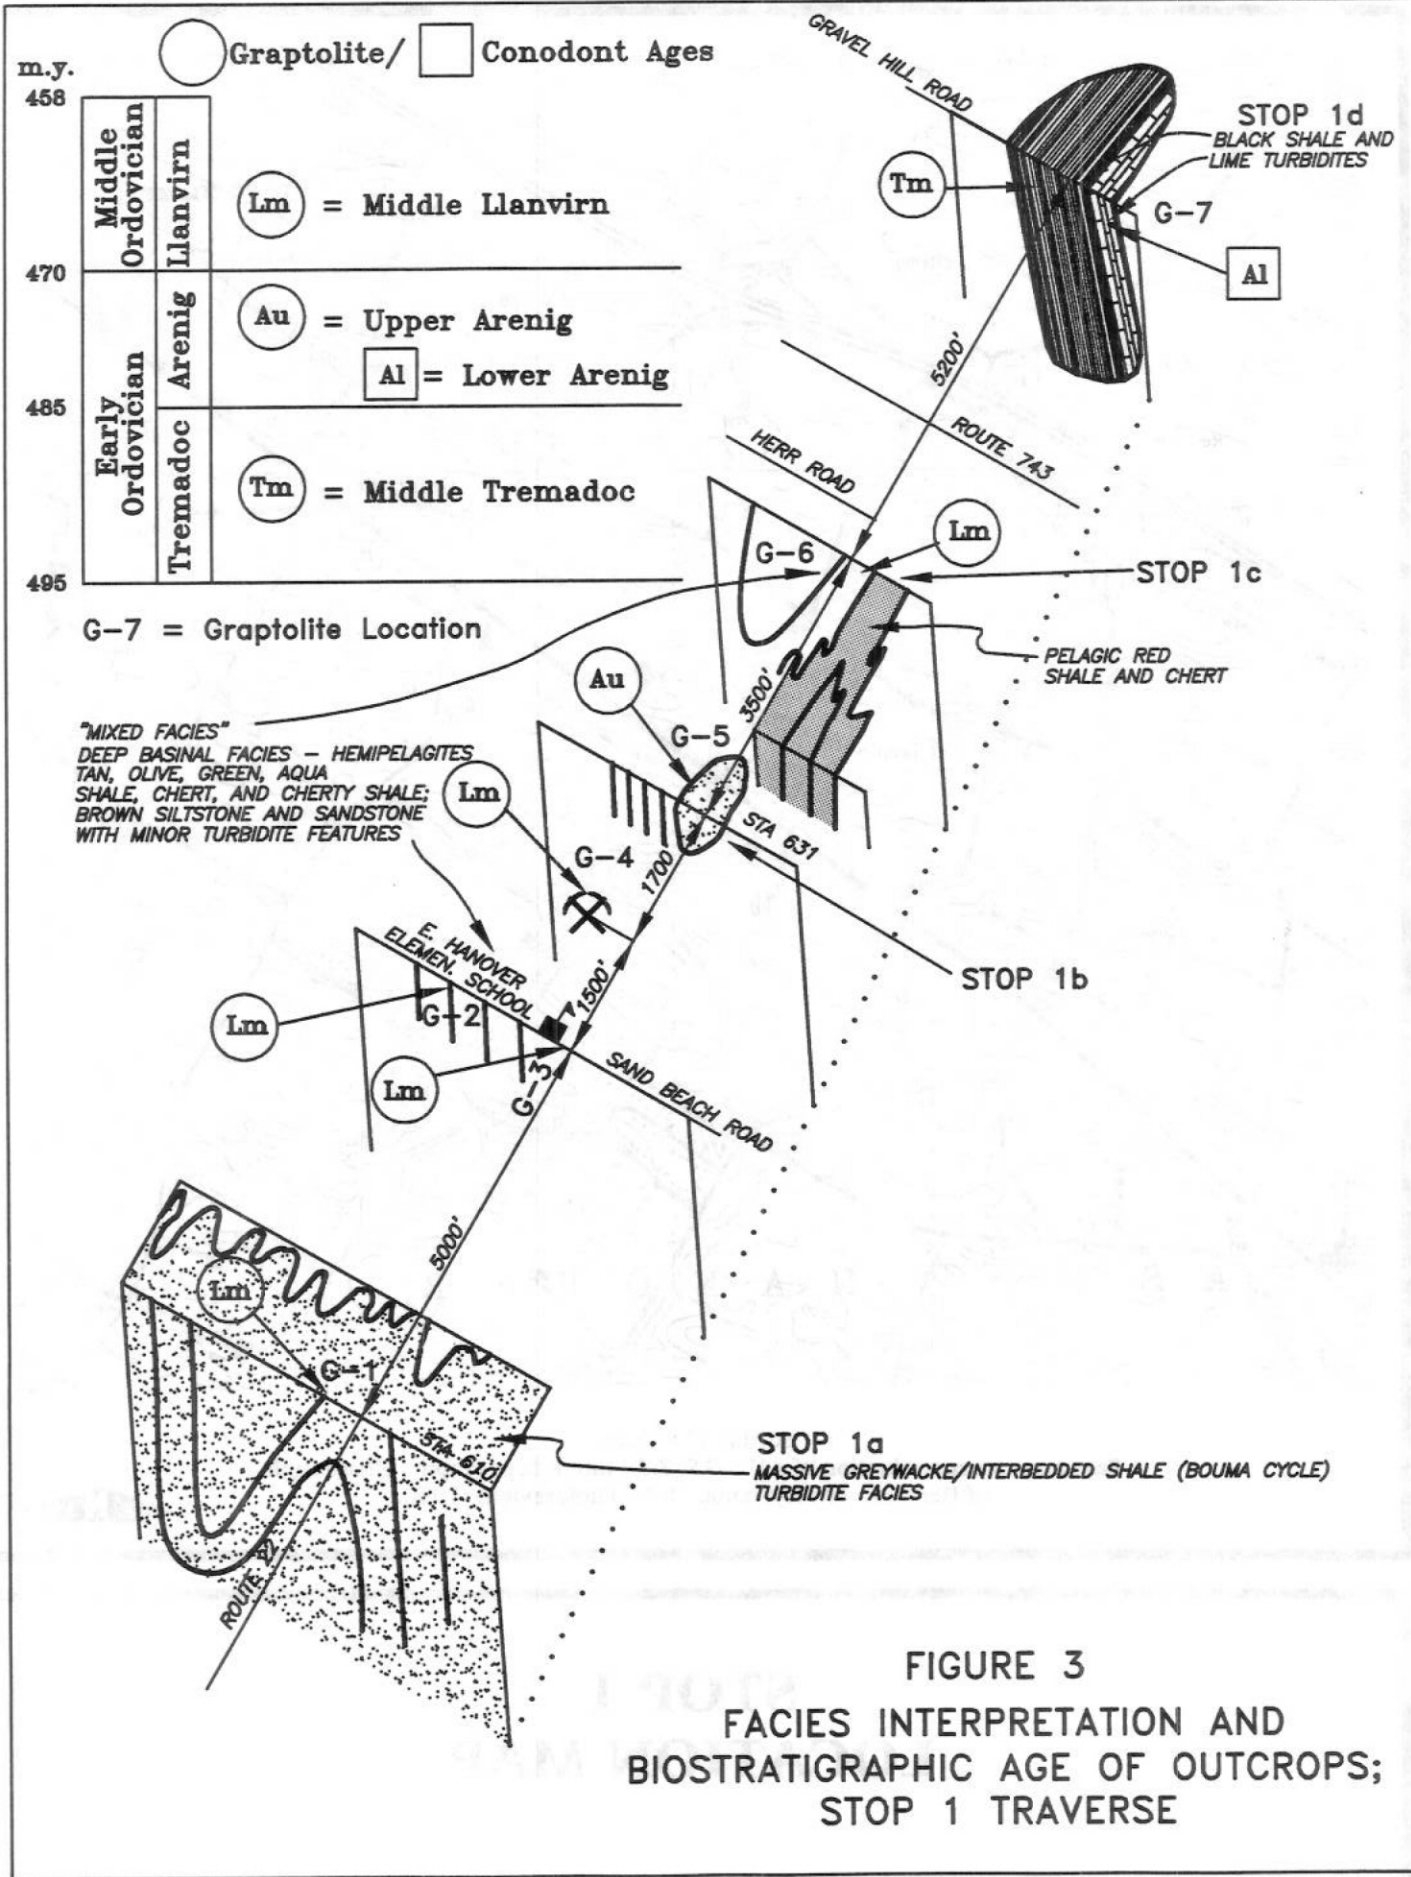 Graptolite/ Conodont Ages
m.y.
458
470
485
495
Middle
Ordovician
Early
Ordovician
Llanvirn
Arenig
Tremadoc
Lm = Middle Llanvirn
Au = Upper Arenig
Al = Lower Arenig
Tm = Middle Tremadoc
G-7 = Graptolite Location
GRAVEL HILL ROAD
STOP 1d
BLACK SHALE AND
LIME TURBIDITES
Tm
G-7
Al
5200'
ROUTE 743
HERR ROAD
Lm
G-6
STOP 1c
PELAGIC RED
SHALE AND CHERT
3500'
Au
G-5
STA 631
"MIXED FACIES"
DEEP BASINAL FACIES - HEMIPELAGITES
TAN, OLIVE, GREEN, AQUA
SHALE, CHERT, AND CHERTY SHALE;
BROWN SILTSTONE AND SANDSTONE
WITH MINOR TURBIDITE FEATURES
Lm
G-4
1700'
STOP 1b
E. HANOVER
ELEMEN. SCHOOL
1500'
Lm
G-2
Lm
G-3
SAND BEACH ROAD
5000'
Lm
G-1
STA 610
STOP 1a
MASSIVE GREYWACKE/INTERBEDDED SHALE (BOUMA CYCLE)
TURBIDITE FACIES
ROUTE
FIGURE 3
FACIES INTERPRETATION AND
BIOSTRATIGRAPHIC AGE OF OUTCROPS;
STOP 1 TRAVERSE